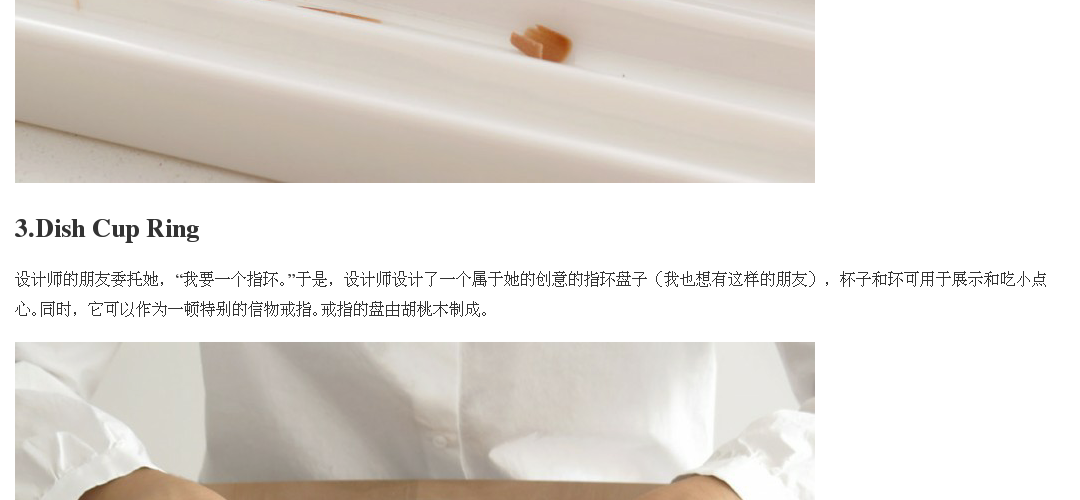 3.Dish Cup Ring
设计师的朋友委托她，“我要一个指环。”于是，设计师设计了一个属于她的创意的指环盘子（我也想有这样的朋友），杯子和环可用于展示和吃小点
心。同时，它可以作为一顿特别的信物戒指。戒指的盘由胡桃木制成。